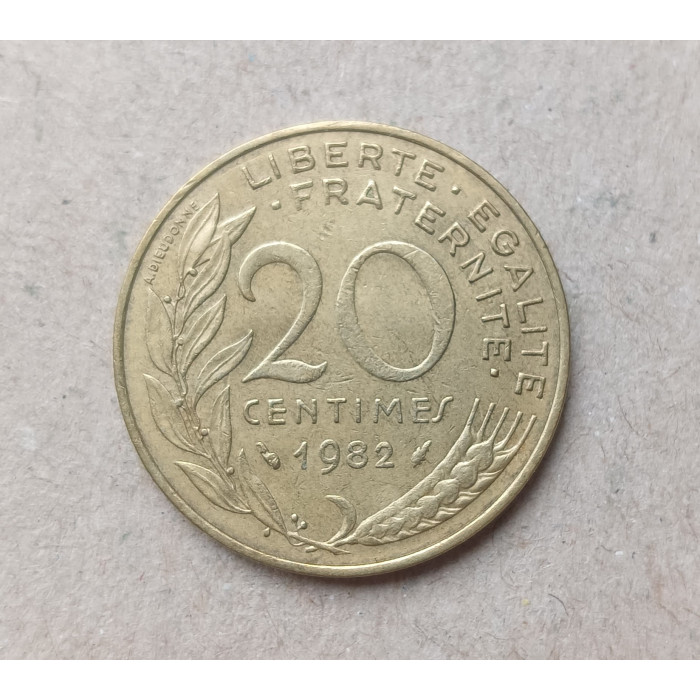 LIBERTE · EGALITE
· FRATERNITE ·
A.DIEUDONNE
20
CENTIMES
1982